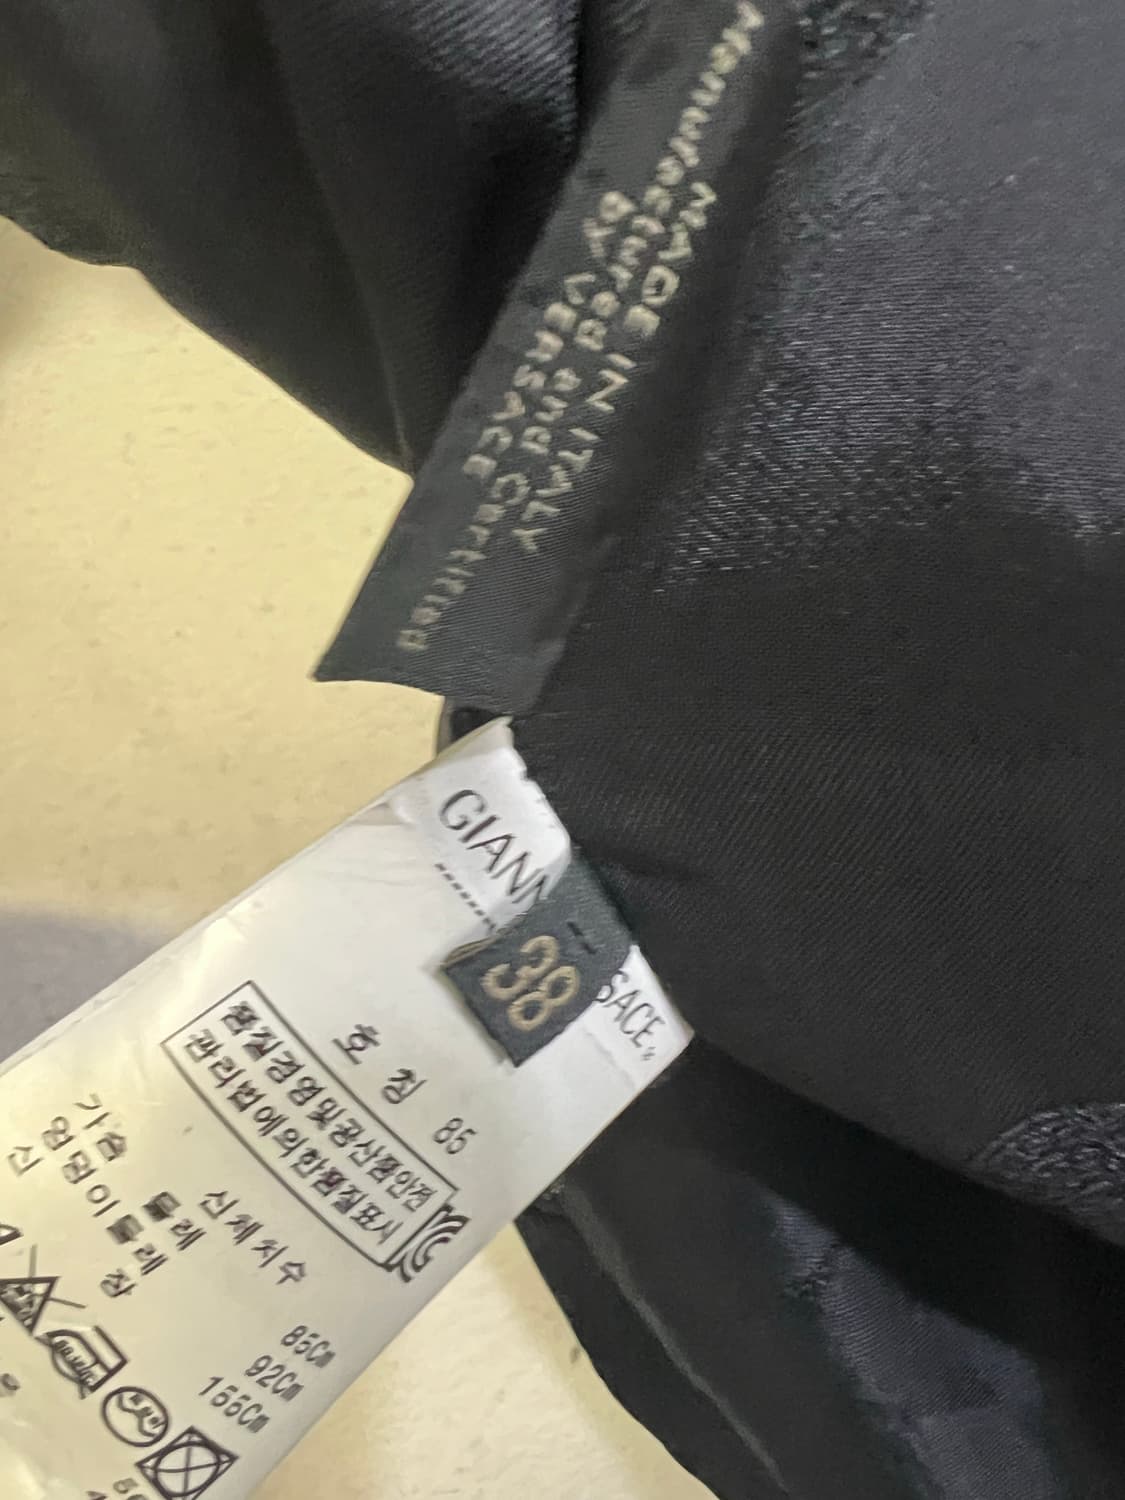 MADE IN ITALY
Manufactured and
by VERSACE Certified
GIANN
SACE
38
호 칭 85
품질경영및공산품안전
관리법에의한품질표시
신체치수
가슴 둘레 85Cm
엉덩이둘레 92Cm
신 장 155Cm